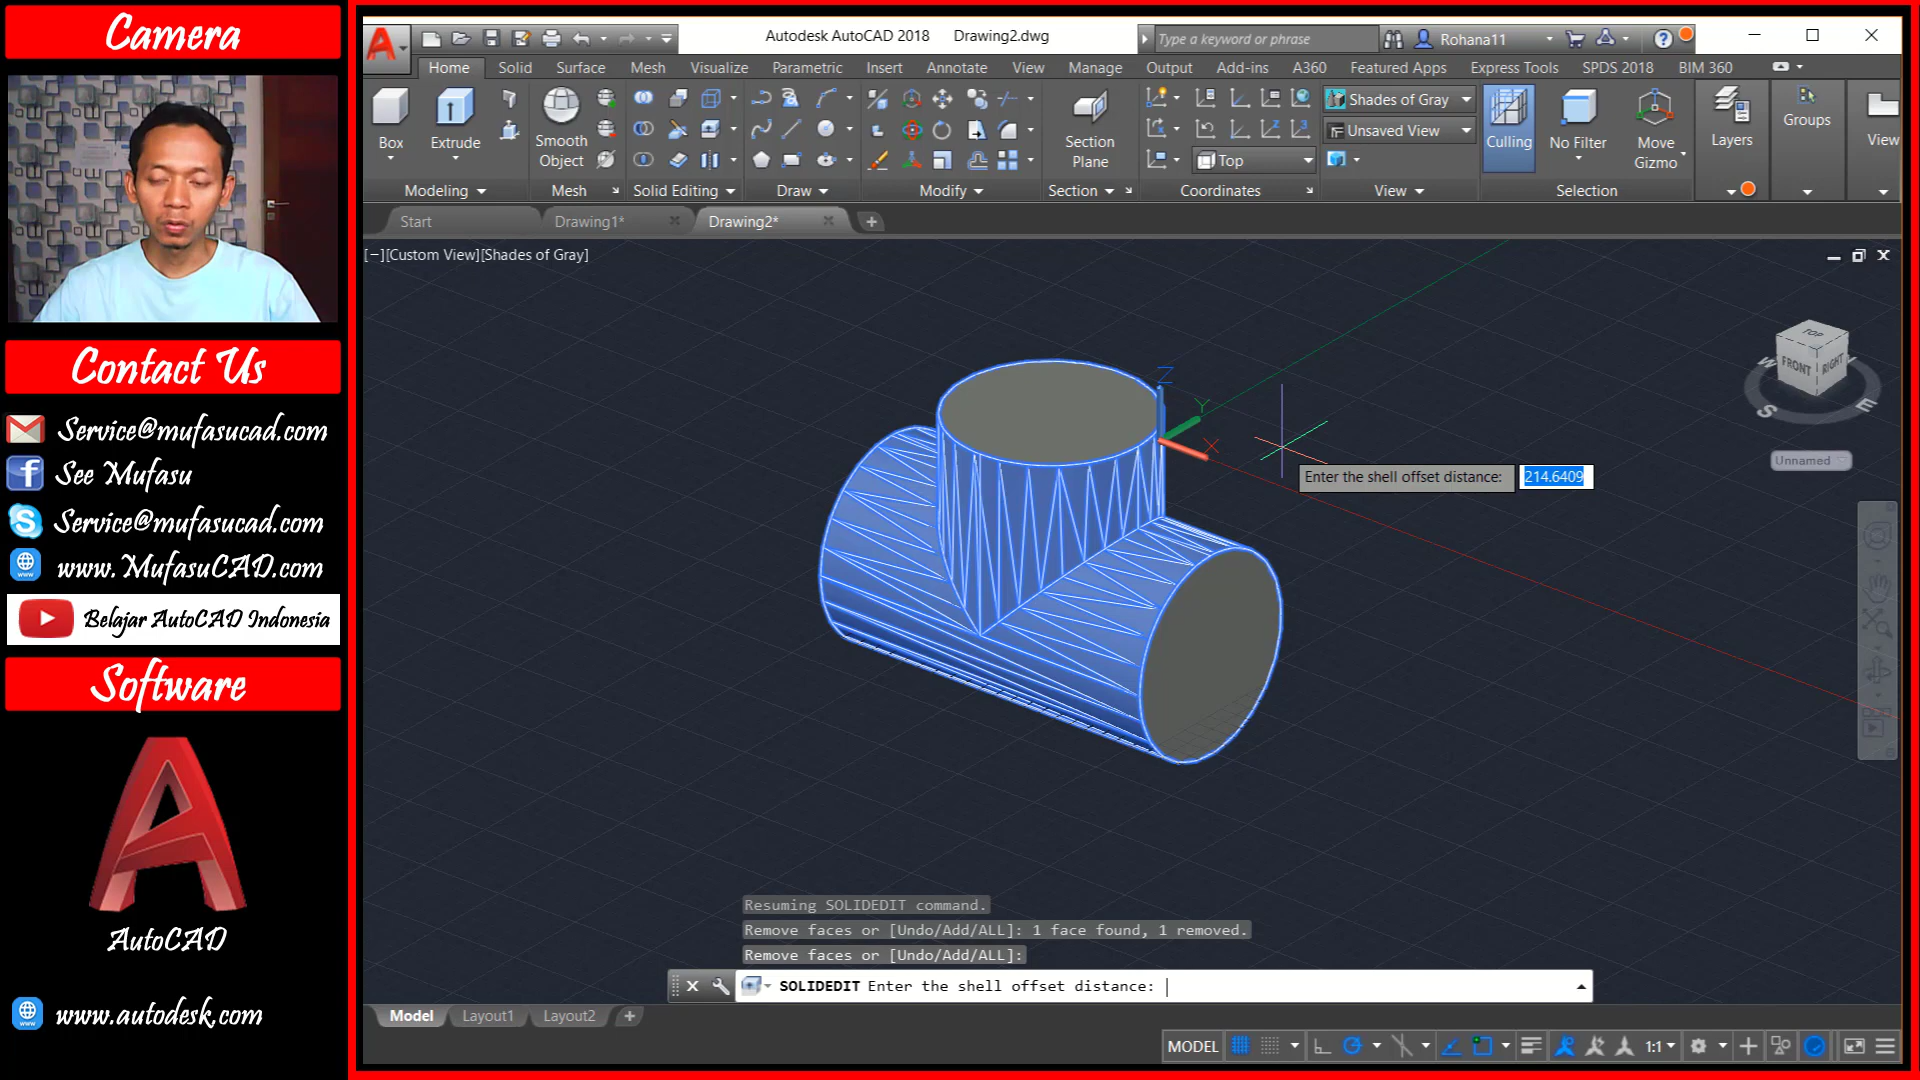 Camera
Contact Us
Service@mufasucad.com
See Mufasu
Service@mufasucad.com
www.MufasuCAD.com
Belajar AutoCAD Indonesia
Software
AutoCAD
www.autodesk.com
Autodesk AutoCAD 2018 Drawing2.dwg
Type a keyword or phrase
Rohana11
Home Solid Surface Mesh Visualize Parametric Insert Annotate View Manage Output Add-ins A360 Featured Apps Express Tools SPDS 2018 BIM 360
Box
Extrude
Smooth Object
Section Plane
Shades of Gray
Unsaved View
Top
Culling
No Filter
Move Gizmo
Layers
Groups
View
Modeling Mesh Solid Editing Draw Modify Section Coordinates View Selection
Start Drawing1* Drawing2*
[−][Custom View][Shades of Gray]
TOP
FRONT RIGHT
W S E
Unnamed
Z
Y
X
Enter the shell offset distance: 214.6409
Resuming SOLIDEDIT command.
Remove faces or [Undo/Add/ALL]: 1 face found, 1 removed.
Remove faces or [Undo/Add/ALL]:
SOLIDEDIT Enter the shell offset distance:
Model Layout1 Layout2
MODEL 1:1